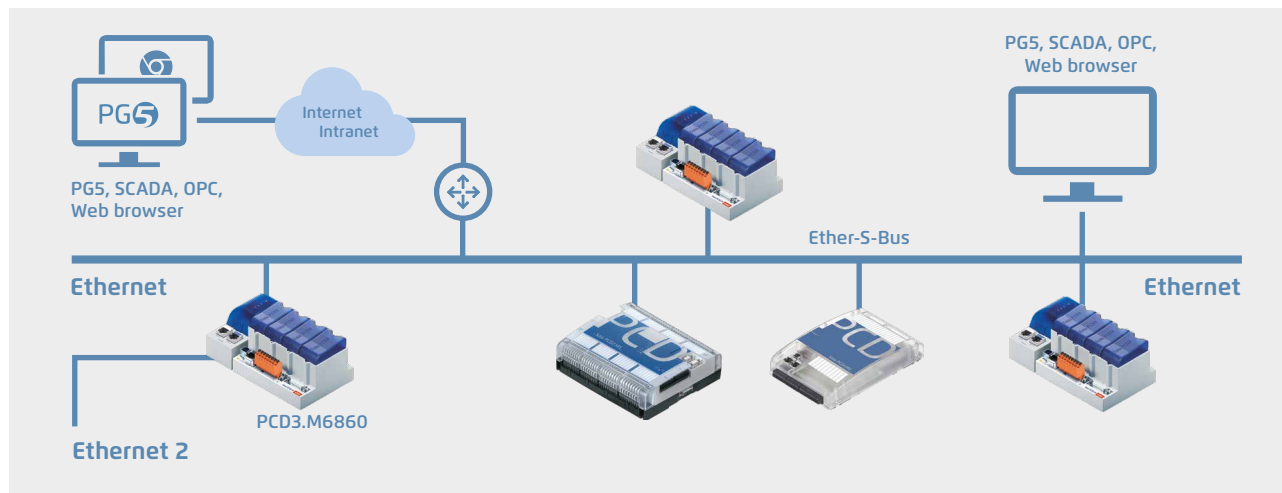 PG5
PG5, SCADA, OPC,
Web browser
Internet
Intranet
PG5, SCADA, OPC,
Web browser
Ether-S-Bus
Ethernet
Ethernet
PCD3.M6860
PCD
PCD
Ethernet 2